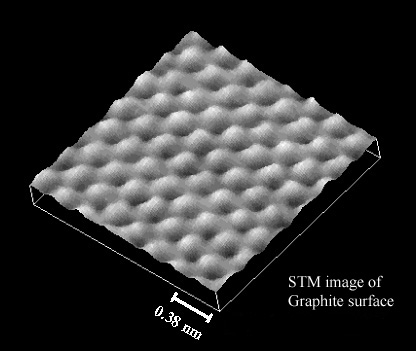 STM image of
Graphite surface
0.38 nm